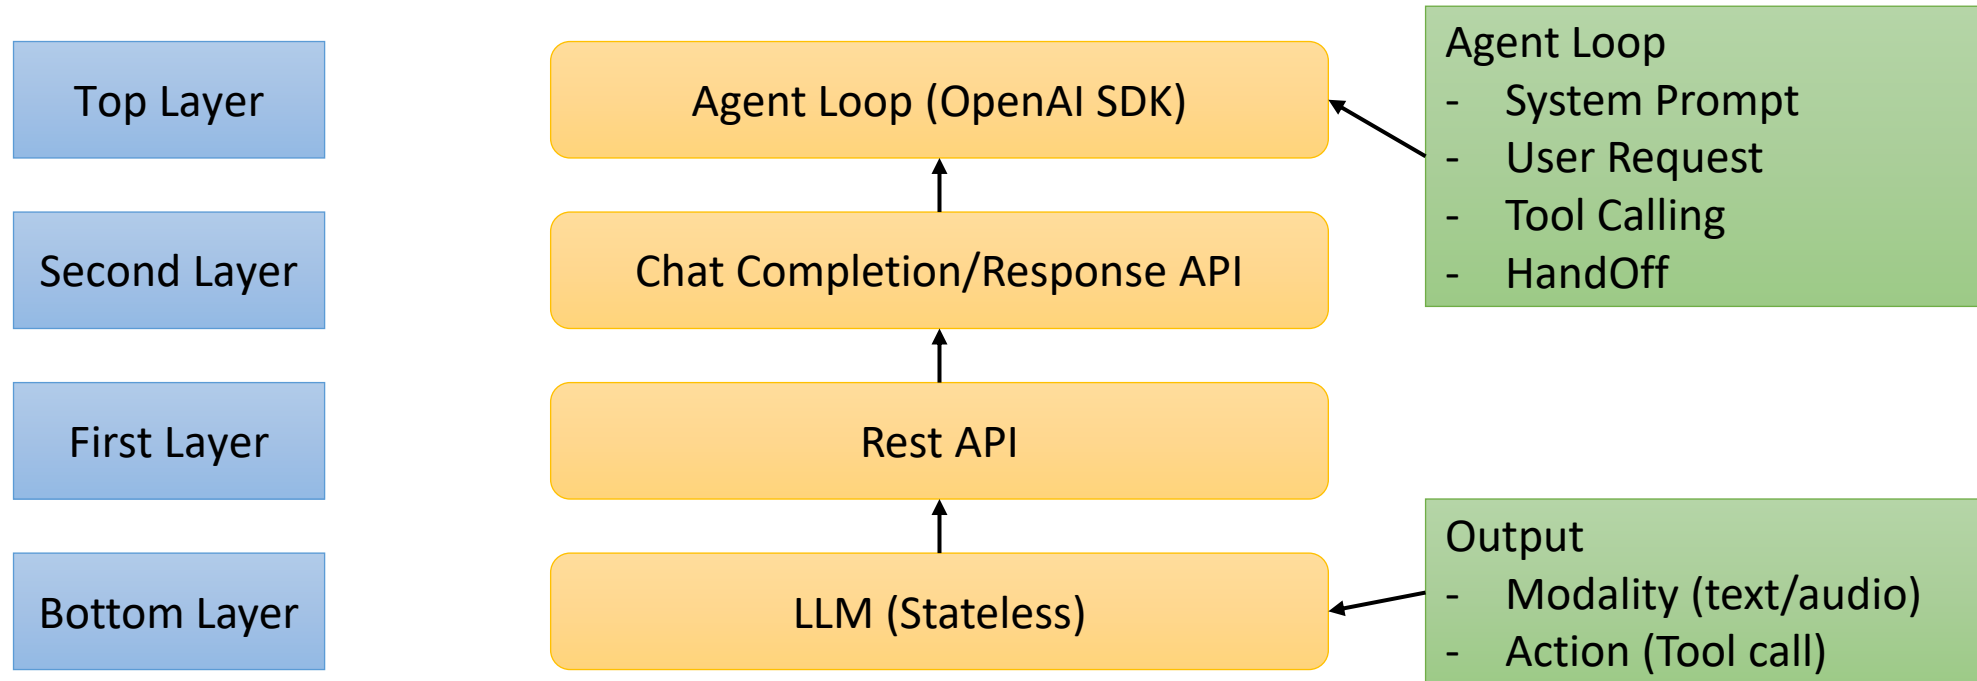 Top Layer
Agent Loop (OpenAI SDK)
Agent Loop
- System Prompt
- User Request
- Tool Calling
- HandOff
Second Layer
Chat Completion/Response API
First Layer
Rest API
Bottom Layer
LLM (Stateless)
Output
- Modality (text/audio)
- Action (Tool call)